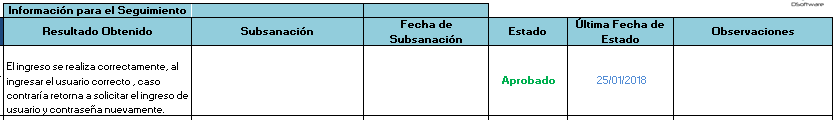 DSoftware
Información para el Seguimiento
Resultado Obtenido
Subsanación
Fecha de
Subsanación
Estado
Última Fecha de
Estado
Observaciones
El ingreso se realiza correctamente, al
ingresar el usuario correcto , caso
contraría retorna a solicitar el ingreso de
usuario y contraseña nuevamente.
Aprobado
25/01/2018